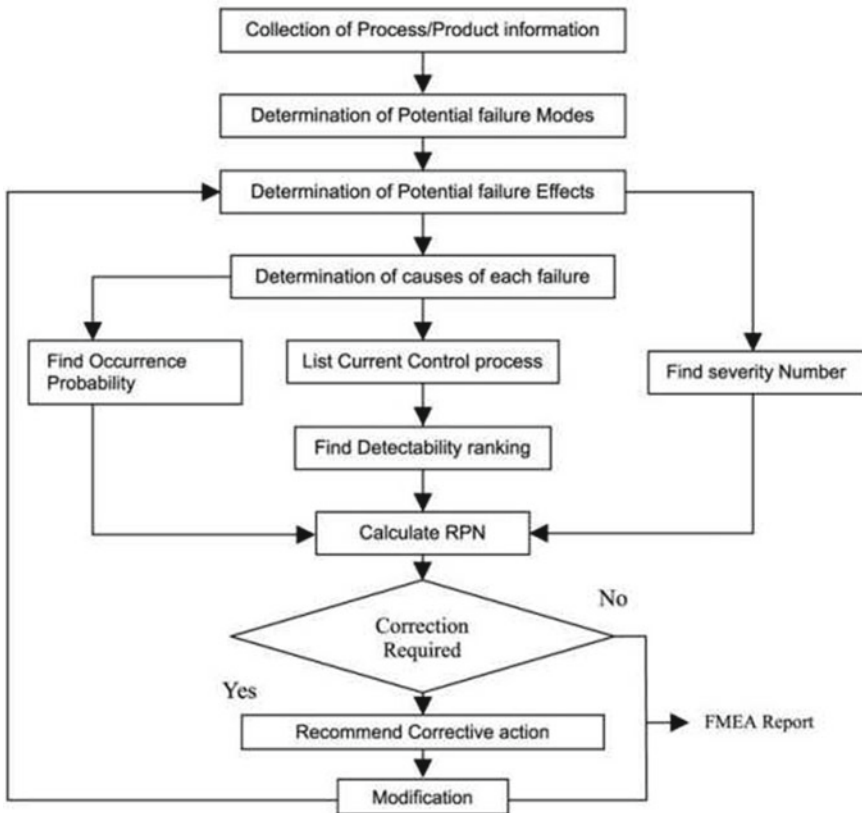 Collection of Process/Product information
Determination of Potential failure Modes
Determination of Potential failure Effects
Determination of causes of each failure
Find Occurrence
Probability
List Current Control process
Find severity Number
Find Detectability ranking
Calculate RPN
No
Correction
Required
Yes
Recommend Corrective action
FMEA Report
Modification